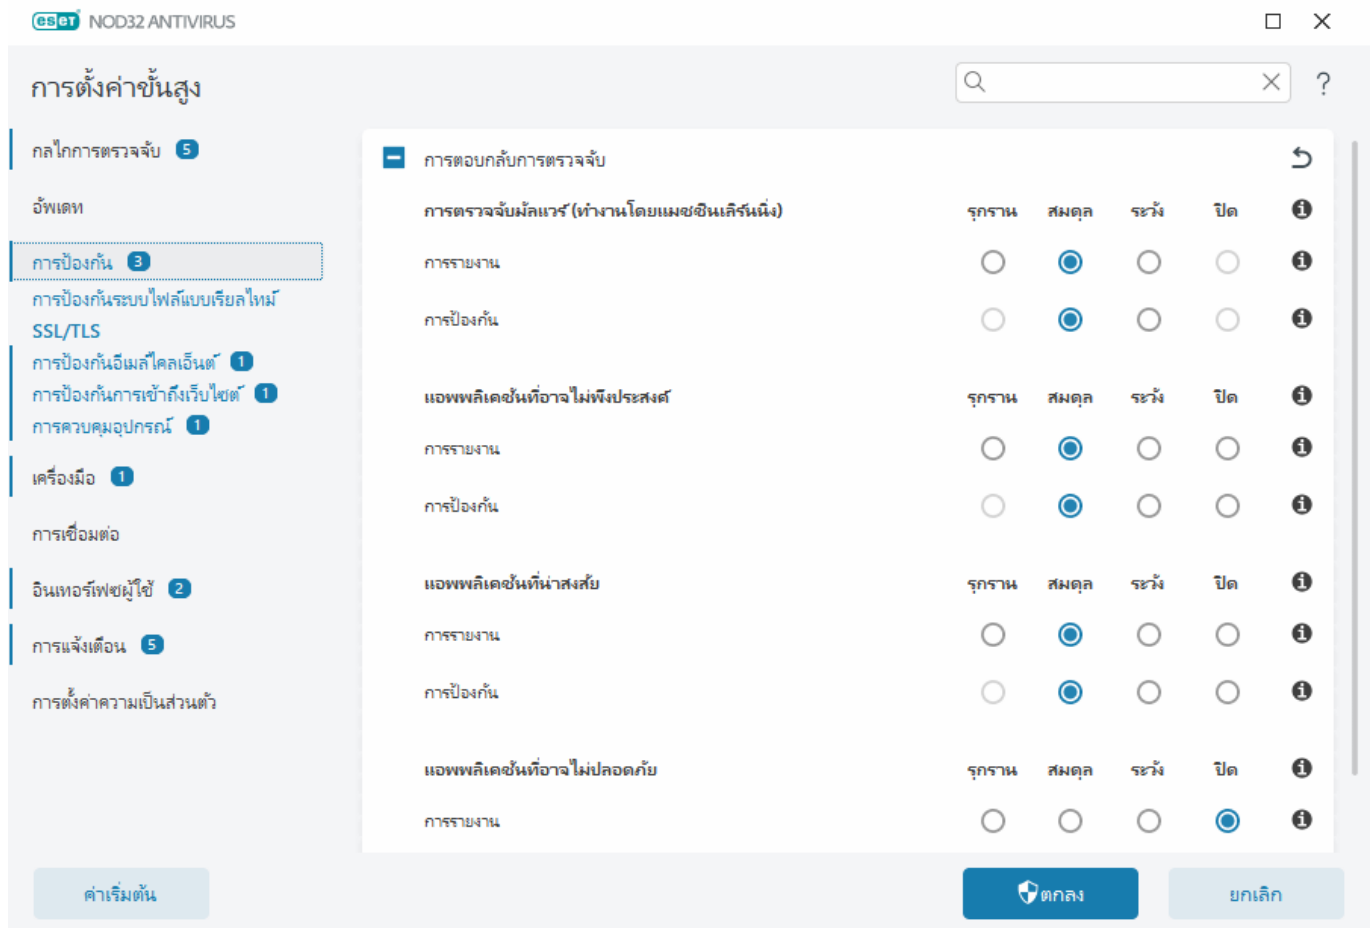 eset NOD32 ANTIVIRUS
การตั้งค่าขั้นสูง
?
กลไกการตรวจจับ 5
อัพเดท
การป้องกัน 3
การป้องกันระบบไฟล์แบบเรียลไทม์
SSL/TLS
การป้องกันอีเมล์ไคลเอ็นต์ 1
การป้องกันการเข้าถึงเว็บไซต์ 1
การควบคุมอุปกรณ์ 1
เครื่องมือ 1
การเชื่อมต่อ
อินเทอร์เฟซผู้ใช้ 2
การแจ้งเตือน 5
การตั้งค่าความเป็นส่วนตัว
การตอบกลับการตรวจจับ
การตรวจจับมัลแวร์ (ทำงานโดยแมชชีนเลิร์นนิ่ง) รุกราน สมดุล ระวัง ปิด
การรายงาน
การป้องกัน
แอพพลิเคชันที่อาจไม่พึงประสงค์ รุกราน สมดุล ระวัง ปิด
การรายงาน
การป้องกัน
แอพพลิเคชันที่น่าสงสัย รุกราน สมดุล ระวัง ปิด
การรายงาน
การป้องกัน
แอพพลิเคชันที่อาจไม่ปลอดภัย รุกราน สมดุล ระวัง ปิด
การรายงาน
ค่าเริ่มต้น
ตกลง
ยกเลิก